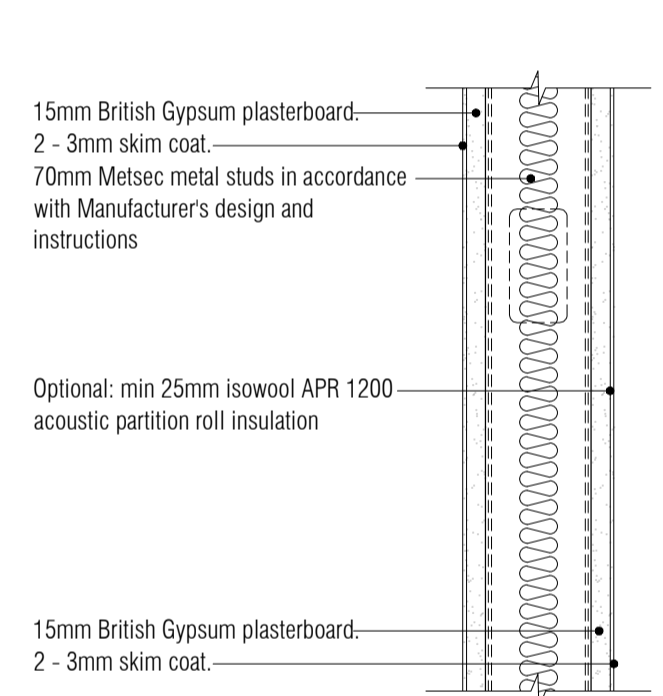 15mm British Gypsum plasterboard.
2 - 3mm skim coat.
70mm Metsec metal studs in accordance
with Manufacturer's design and
instructions
Optional: min 25mm isowool APR 1200
acoustic partition roll insulation
15mm British Gypsum plasterboard.
2 - 3mm skim coat.